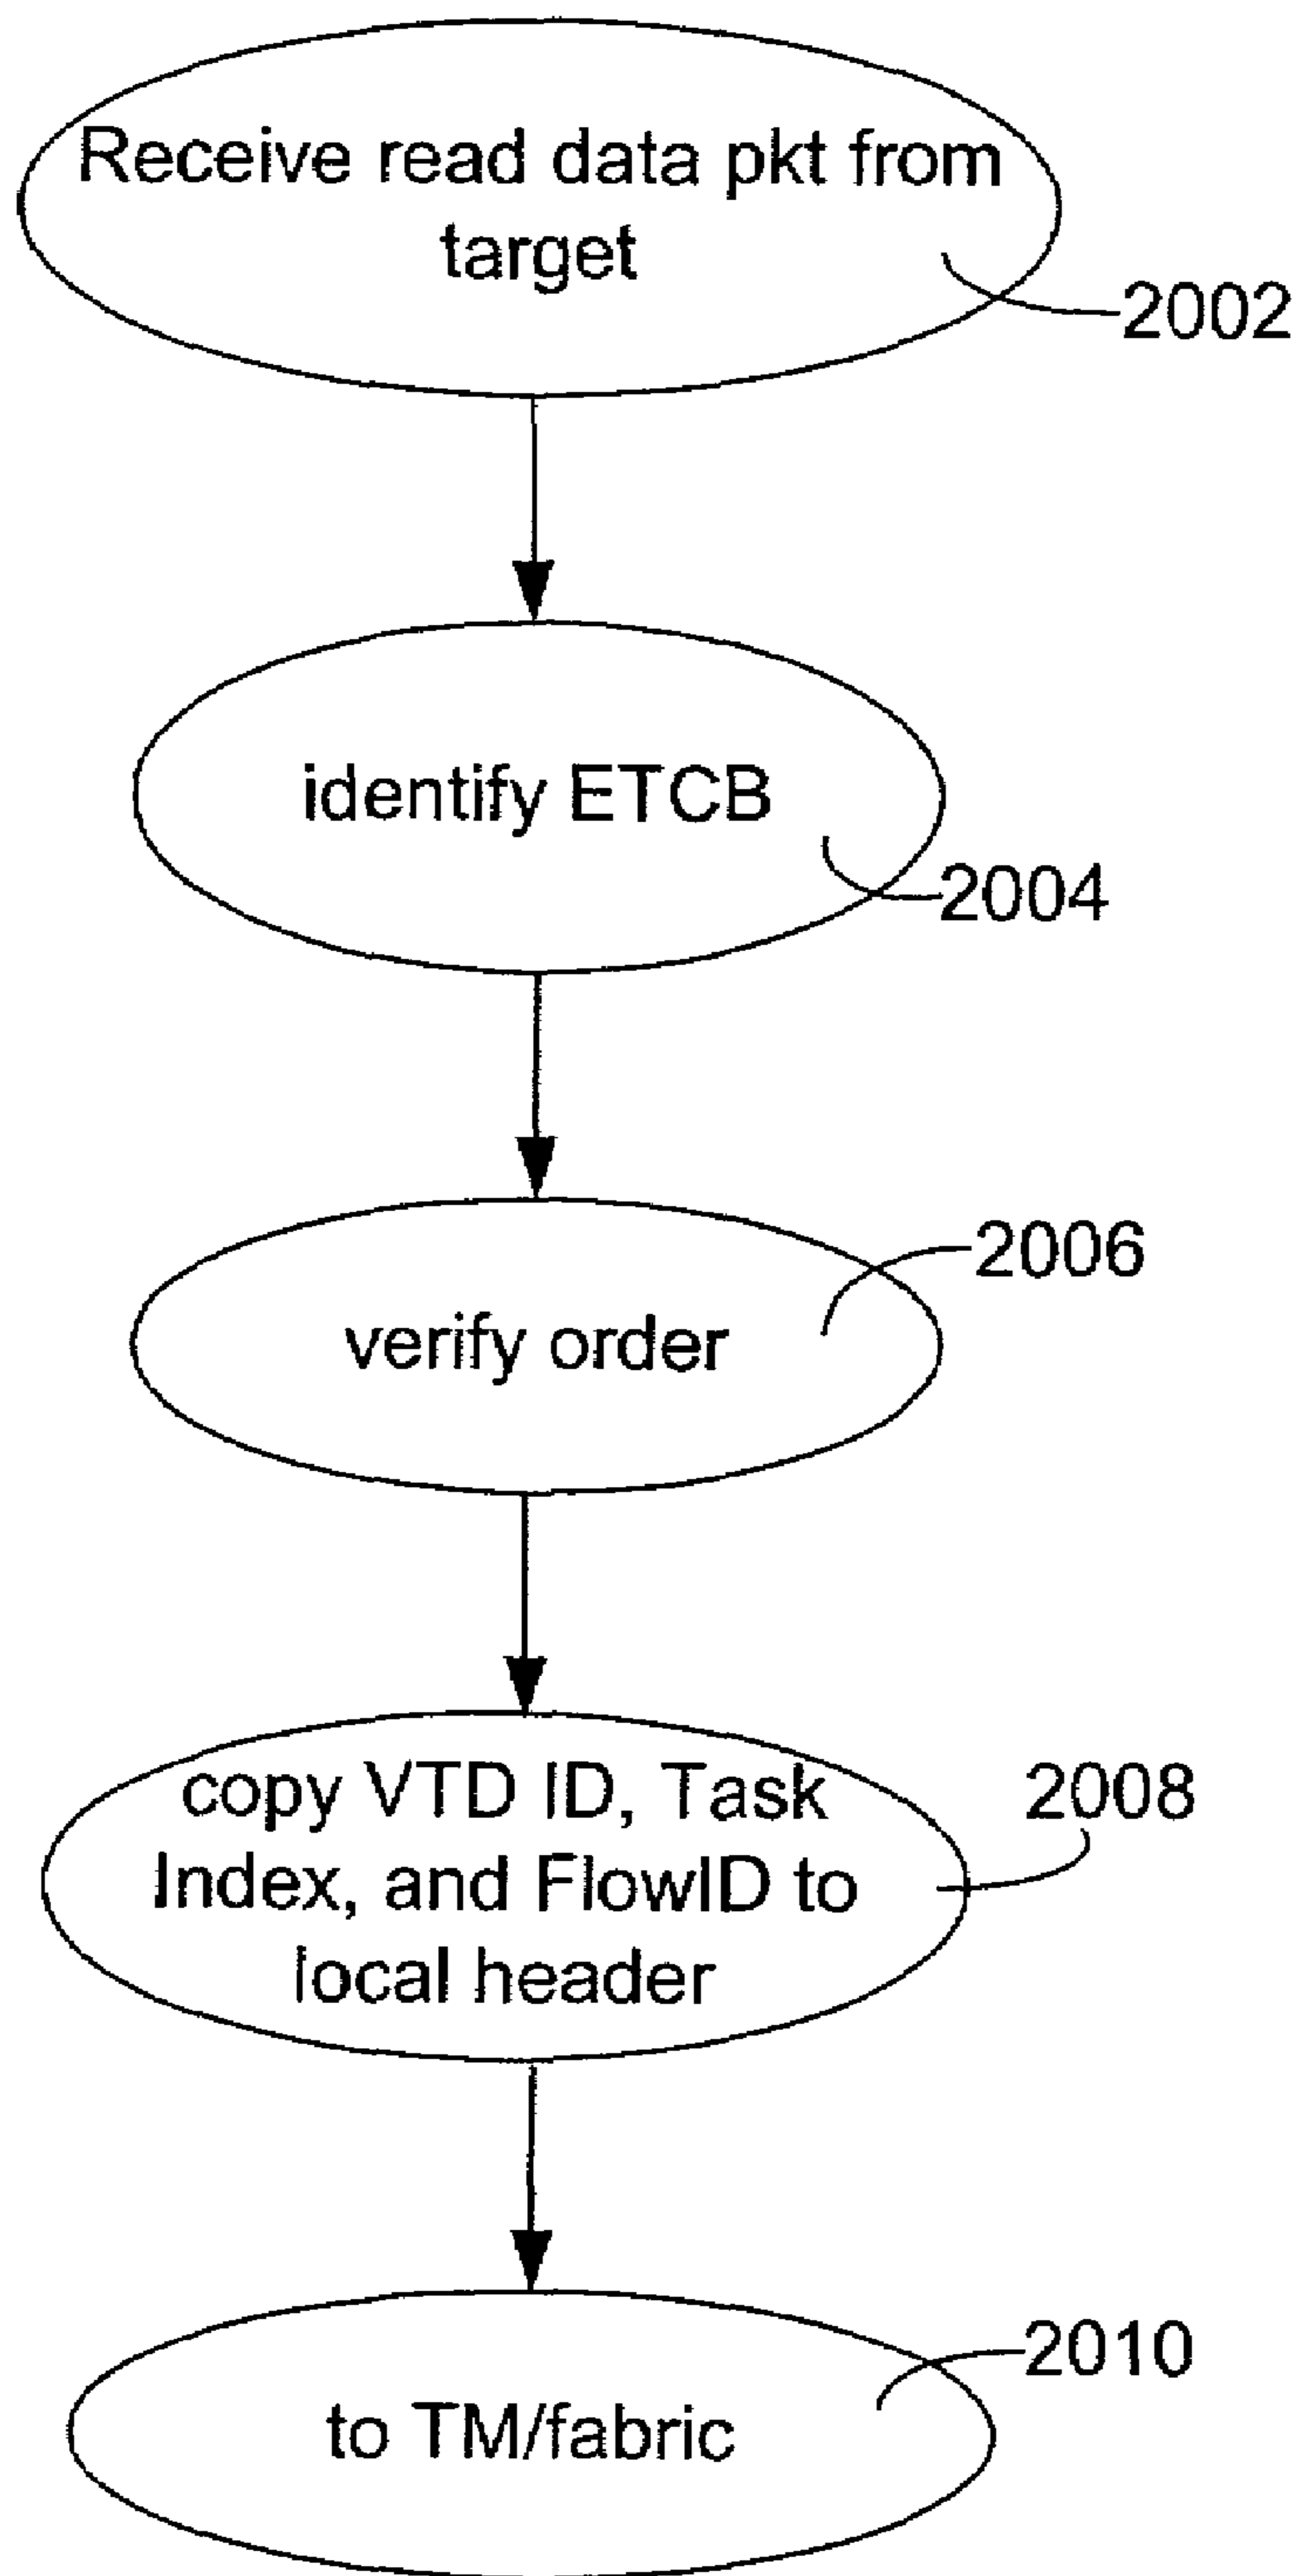 Receive read data pkt from
target
2002
identify ETCB
2004
2006
verify order
copy VTD ID, Task
Index, and FlowID to
local header
2008
2010
to TM/fabric